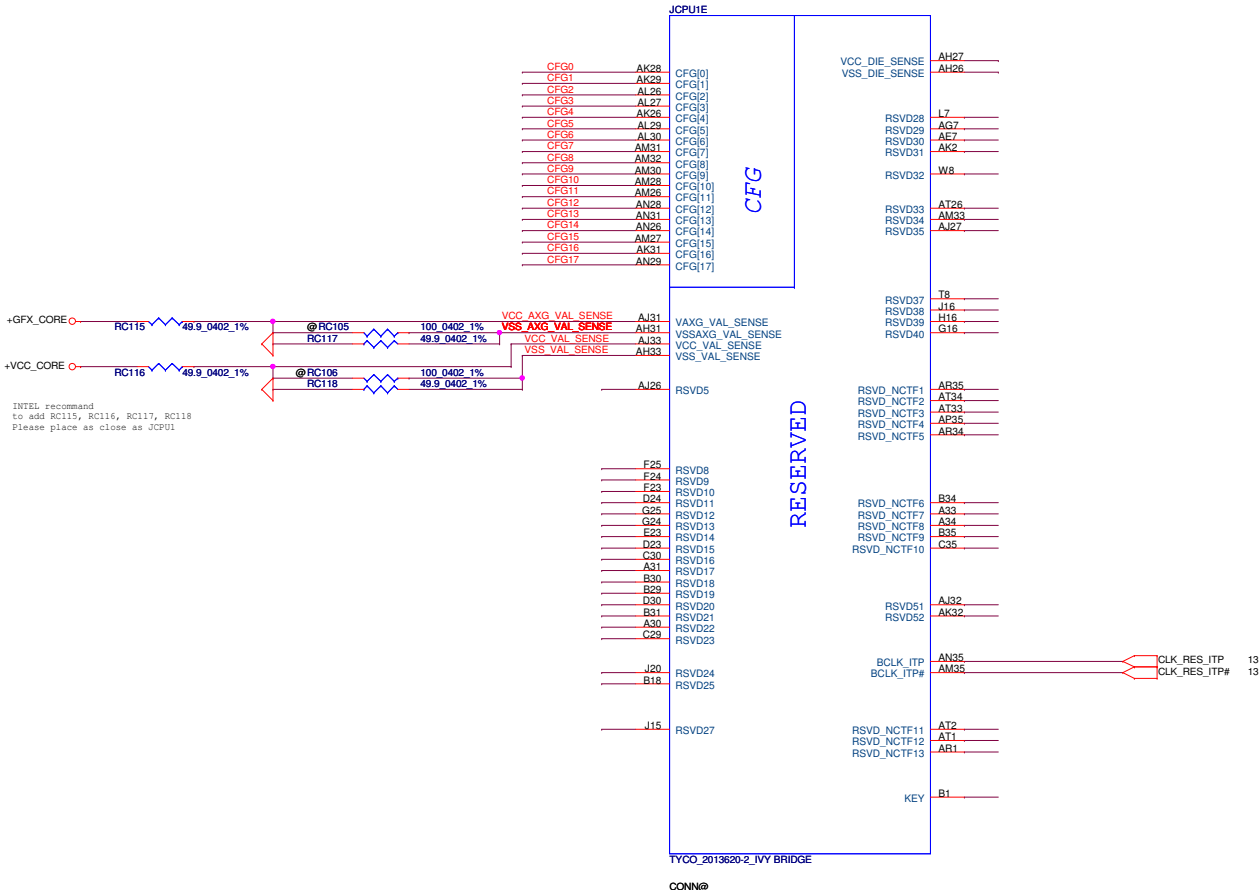 JCPU1E
CFG0 AK28 CFG[0]
CFG1 AK29 CFG[1]
CFG2 AL26 CFG[2]
CFG3 AL27 CFG[3]
CFG4 AK26 CFG[4]
CFG5 AL29 CFG[5]
CFG6 AL30 CFG[6]
CFG7 AM31 CFG[7]
CFG8 AM32 CFG[8]
CFG9 AM30 CFG[9]
CFG10 AM28 CFG[10]
CFG11 AM26 CFG[11]
CFG12 AN28 CFG[12]
CFG13 AN31 CFG[13]
CFG14 AN26 CFG[14]
CFG15 AM27 CFG[15]
CFG16 AK31 CFG[16]
CFG17 AN29 CFG[17]
CFG
VCC_DIE_SENSE AH27
VSS_DIE_SENSE AH26
RSVD28 L7
RSVD29 AG7
RSVD30 AE7
RSVD31 AK2
RSVD32 W8
RSVD33 AT26
RSVD34 AM33
RSVD35 AJ27
RSVD37 T8
RSVD38 J16
RSVD39 H16
RSVD40 G16
+GFX_CORE RC115 49.9_0402_1% VCC_AXG_VAL_SENSE AJ31 VAXG_VAL_SENSE
@RC105 100_0402_1% VSS_AXG_VAL_SENSE AH31 VSSAXG_VAL_SENSE
RC117 49.9_0402_1% VCC_VAL_SENSE AJ33 VCC_VAL_SENSE
VSS_VAL_SENSE AH33 VSS_VAL_SENSE
+VCC_CORE RC116 49.9_0402_1%
@RC106 100_0402_1%
RC118 49.9_0402_1%
AJ26 RSVD5
INTEL recommand
to add RC115, RC116, RC117, RC118
Please place as close as JCPU1
RESERVED
RSVD_NCTF1 AR35
RSVD_NCTF2 AT34
RSVD_NCTF3 AT33
RSVD_NCTF4 AP35
RSVD_NCTF5 AR34
F25 RSVD8
F24 RSVD9
F23 RSVD10
D24 RSVD11
G25 RSVD12
G24 RSVD13
E23 RSVD14
D23 RSVD15
C30 RSVD16
A31 RSVD17
B30 RSVD18
B29 RSVD19
D30 RSVD20
B31 RSVD21
A30 RSVD22
C29 RSVD23
J20 RSVD24
B18 RSVD25
J15 RSVD27
RSVD_NCTF6 B34
RSVD_NCTF7 A33
RSVD_NCTF8 A34
RSVD_NCTF9 B35
RSVD_NCTF10 C35
RSVD51 AJ32
RSVD52 AK32
BCLK_ITP AN35 CLK_RES_ITP 13
BCLK_ITP# AM35 CLK_RES_ITP# 13
RSVD_NCTF11 AT2
RSVD_NCTF12 AT1
RSVD_NCTF13 AR1
KEY B1
TYCO_2013620-2_IVY BRIDGE
CONN@